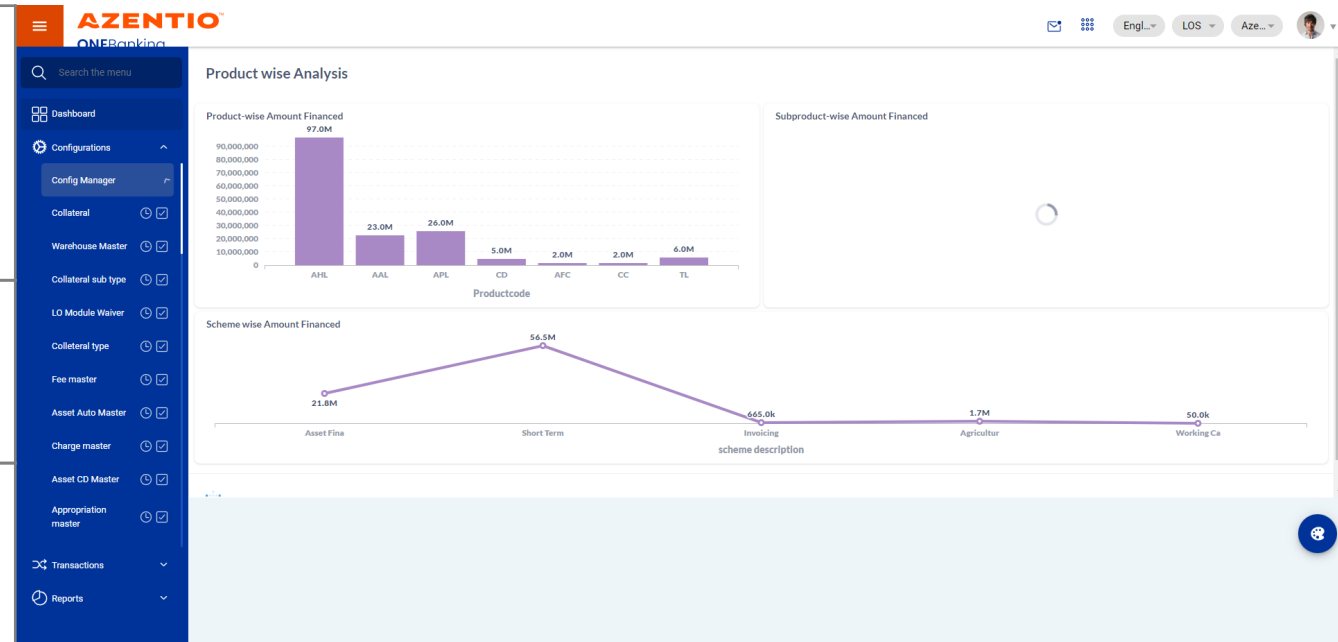 AZENTIO™
ONEBanking
Engl...
LOS
Aze...
Search the menu
Dashboard
Configurations
Config Manager
Collateral
Warehouse Master
Collateral sub type
LO Module Waiver
Colleteral type
Fee master
Asset Auto Master
Charge master
Asset CD Master
Appropriation
master
Transactions
Reports
Product wise Analysis
Product-wise Amount Financed
97.0M
90,000,000
80,000,000
70,000,000
60,000,000
50,000,000
40,000,000
30,000,000
20,000,000
10,000,000
0
23.0M
26.0M
5.0M
2.0M
2.0M
6.0M
AHL
AAL
APL
CD
AFC
CC
TL
Productcode
Subproduct-wise Amount Financed
Scheme wise Amount Financed
56.5M
21.8M
665.0k
1.7M
50.0k
Asset Fina
Short Term
Invoicing
Agricultur
Working Ca
scheme description